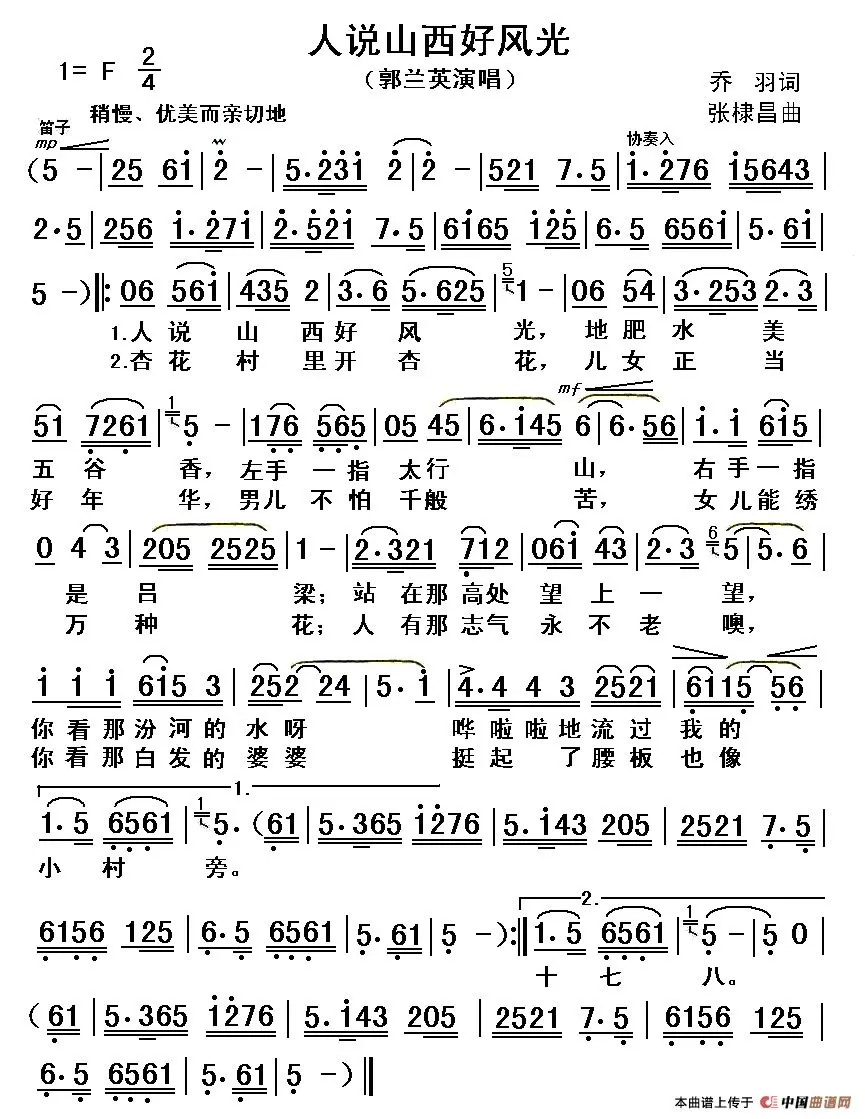 人说山西好风光
1= F 2/4
（郭兰英演唱）
乔 羽词
张棣昌曲
稍慢、优美而亲切地
笛子
mp
协奏入
(5 - | 25 61 | 2 - | 5.231 2 | 2 - | 521 7.5 | 1.276 15643 |
2.5 | 256 1.271 | 2.521 7.5 | 6165 125 | 6.5 6561 | 5.61 |
5 -) ‖: 06 561 | 435 2 | 3.6 5.625 | 5 1 - | 06 54 | 3.253 2.3 |
1.人 说 山 西 好 风 光， 地 肥 水 美
2.杏 花 村 里 开 杏 花， 儿 女 正 当
mf
51 7261 | 1 5 - | 176 565 | 05 45 | 6.145 6 | 6.56 | 1.1 615 |
五 谷 香， 左手 一指 太行 山， 右手一指
好 年 华， 男儿 不怕 千般 苦， 女儿能绣
0 4 3 | 205 2525 | 1 - | 2.321 712 | 061 43 | 2.3 6 5 | 5.6 |
是 吕 梁； 站 在那高处 望 上 一 望，
万 种 花； 人 有那志气 永 不 老 噢，
1 1 1 615 3 | 252 24 | 5.1 | 4.4 4 3 2521 | 6115 56 |
你看那汾河的水呀 哗啦啦地流过我的
你看那白发的婆婆 挺起 了腰板也像
1.
1.5 6561 | 1 5. (61 | 5.365 1276 | 5.143 205 | 2521 7.5 |
小 村 旁。
2.
6156 125 | 6.5 6561 | 5.61 | 5 -) :‖ 1.5 6561 | 1 5 - | 5 0 |
十 七 八。
(61 | 5.365 1276 | 5.143 205 | 2521 7.5 | 6156 125 |
6.5 6561 | 5.61 | 5 -) ‖
本曲谱上传于 中国曲谱网